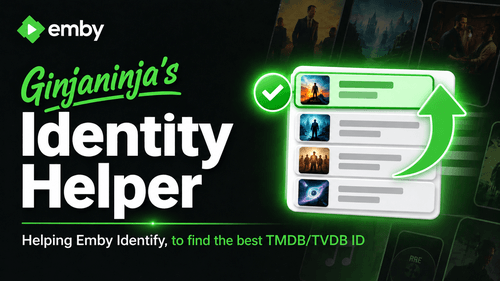 emby
Ginjaninja's
Identity
Helper
Helping Emby Identify, to find the best TMDB/TVDB ID